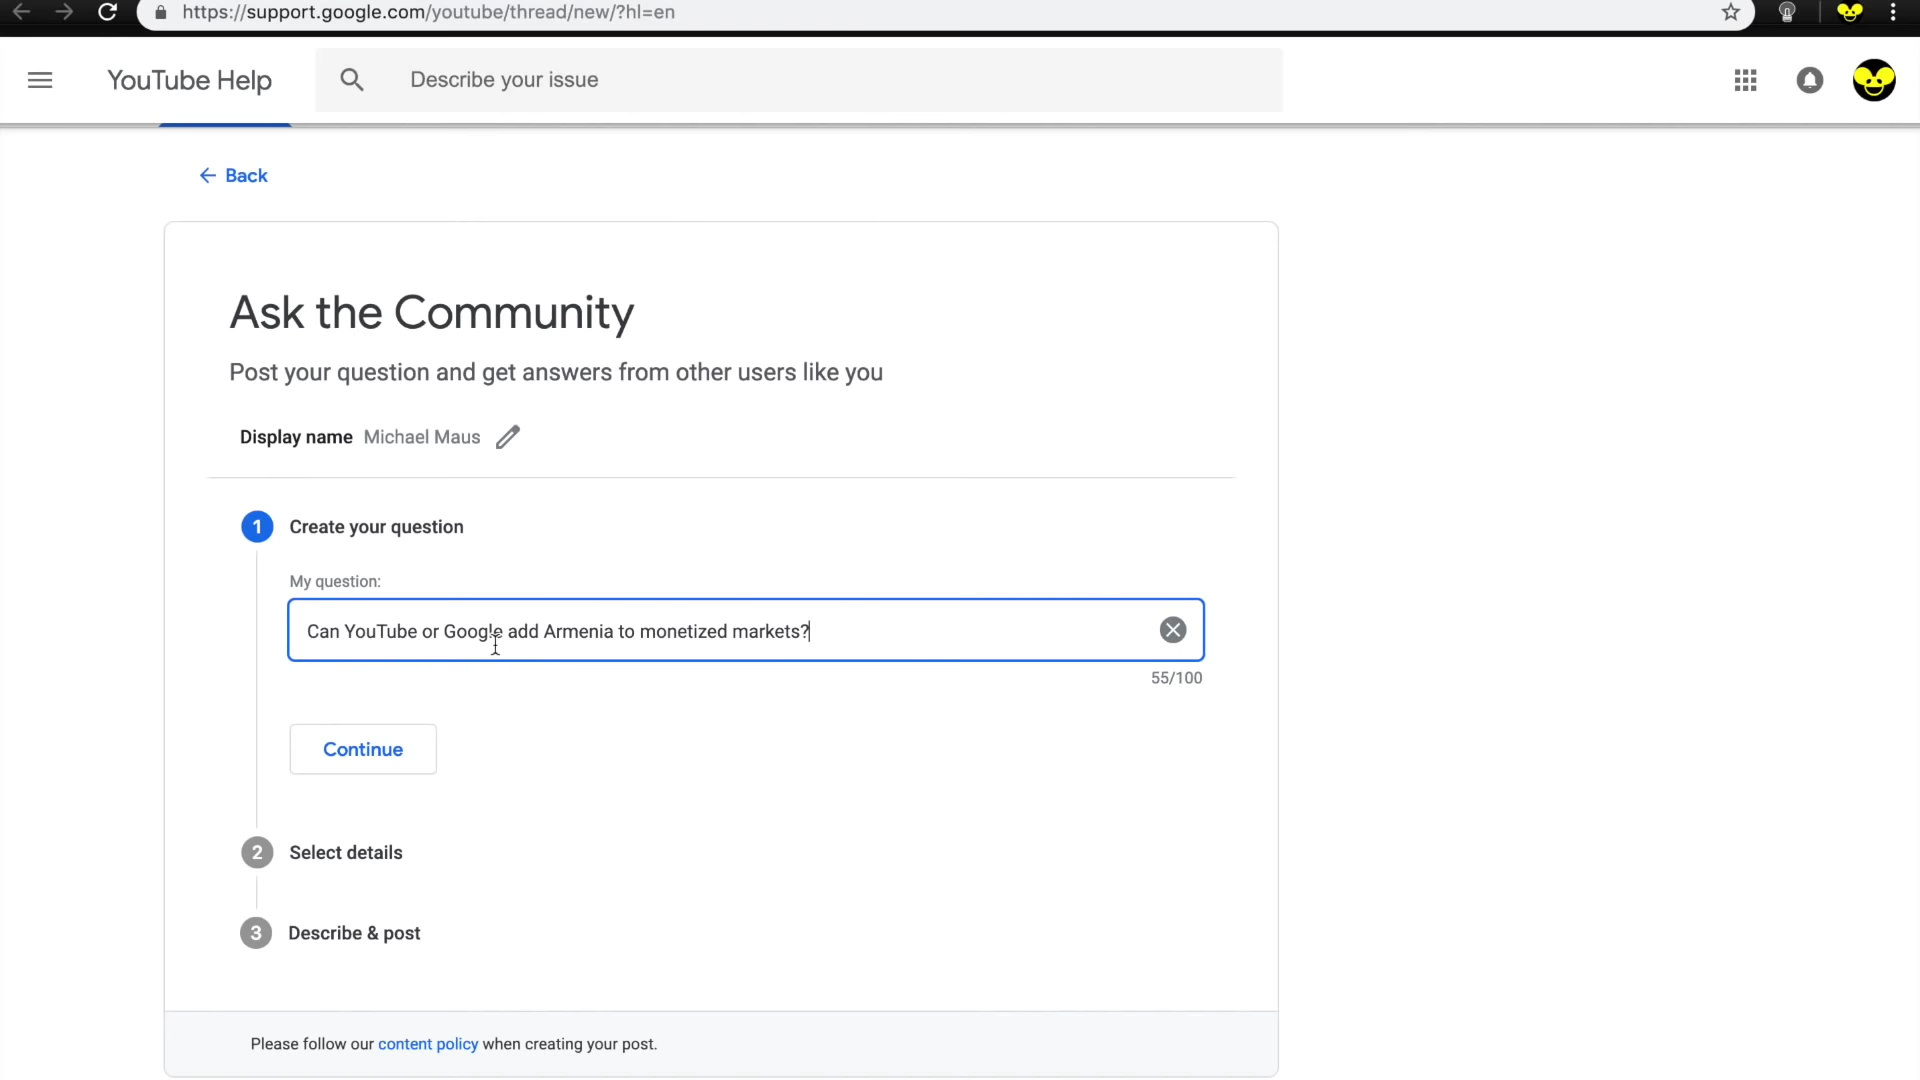 https://support.google.com/youtube/thread/new/?hl=en
YouTube Help
Describe your issue
Back
Ask the Community
Post your question and get answers from other users like you
Display name Michael Maus
1 Create your question
My question:
Can YouTube or Google add Armenia to monetized markets?
55/100
Continue
2 Select details
3 Describe & post
Please follow our content policy when creating your post.